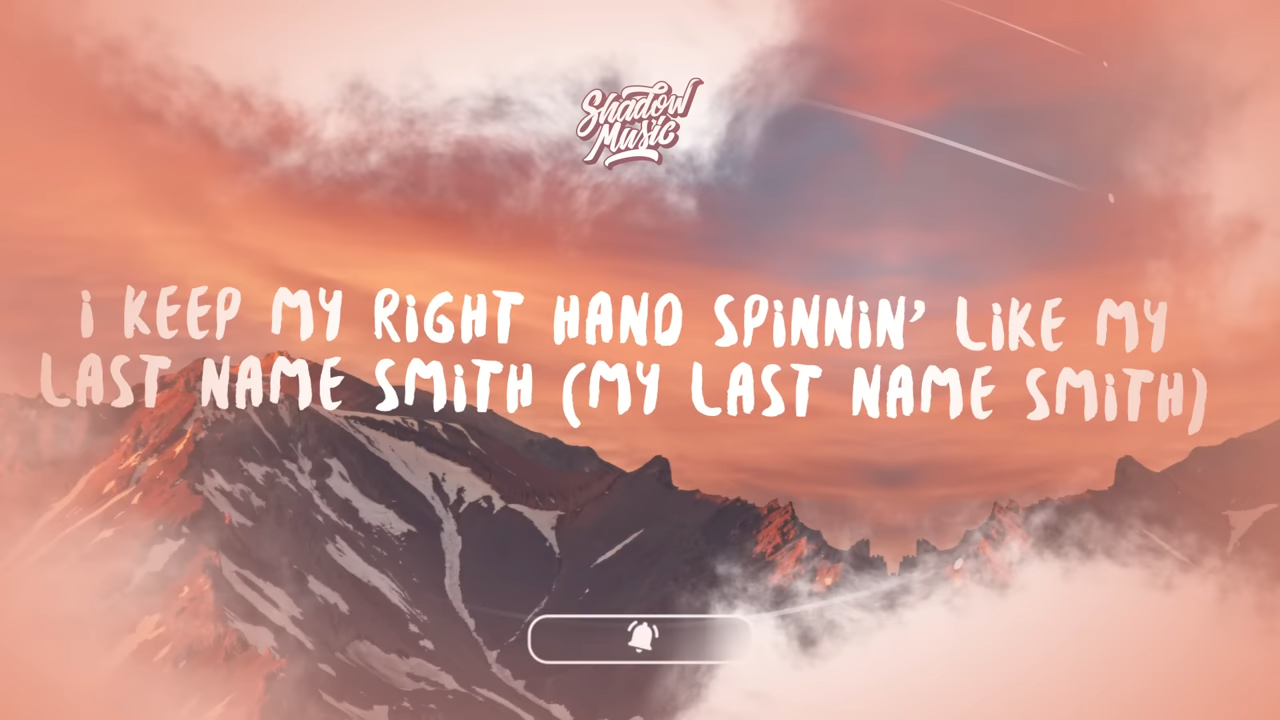 Shadow
Music
i KEEP MY RiGHT HAND SPiNNiN' LiKE MY
LAST NAME SMiTH (MY LAST NAME SMiTH)